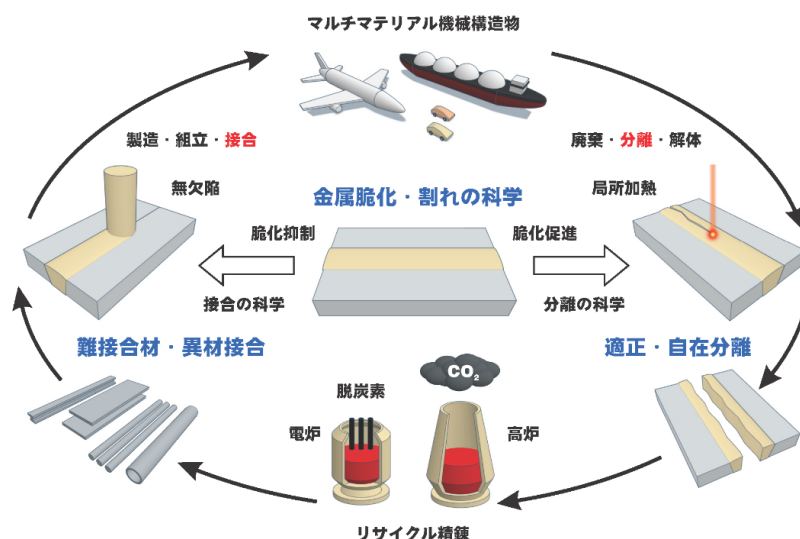 マルチマテリアル機械構造物
製造・組立・接合
廃棄・分離・解体
無欠陥
金属脆化・割れの科学
局所加熱
脆化抑制
脆化促進
接合の科学
分離の科学
難接合材・異材接合
適正・自在分離
CO₂
脱炭素
電炉
高炉
リサイクル精錬